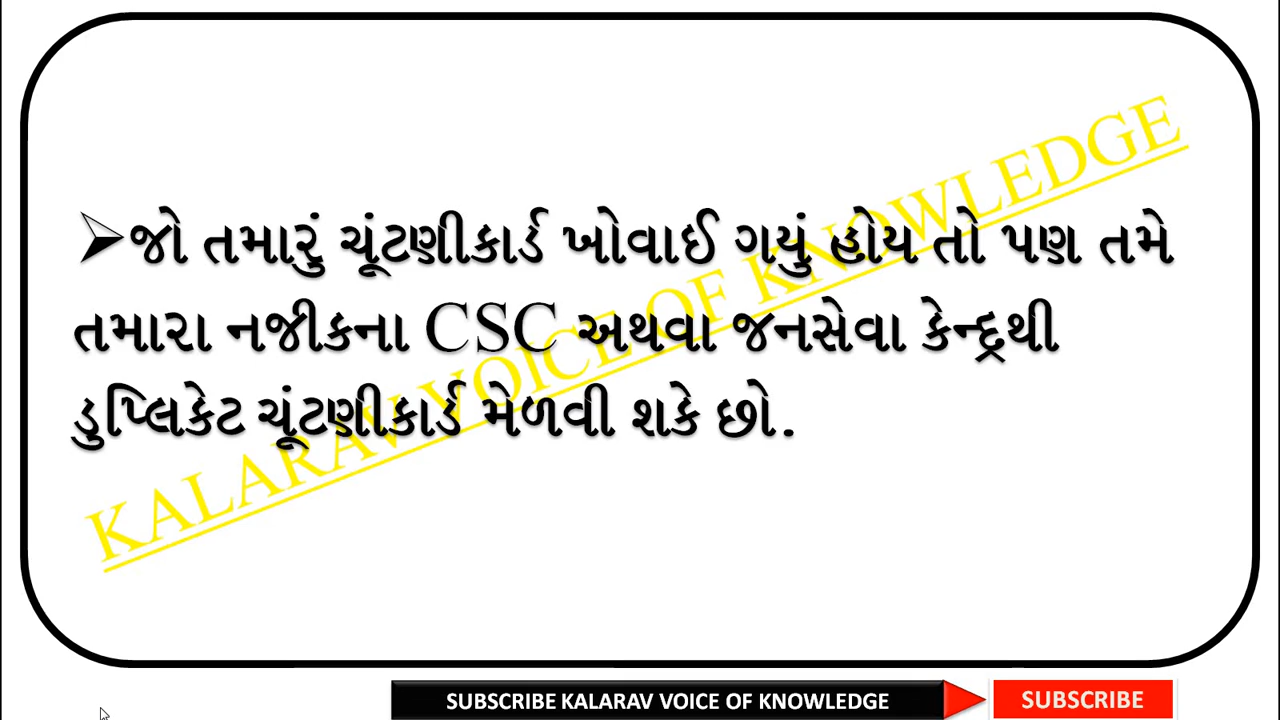 ➢જો તમારું ચૂંટણીકાર્ડ ખોવાઈ ગયું હોય તો પણ તમે
તમારા નજીકના CSC અથવા જનસેવા કેન્દ્રથી
ડુપ્લિકેટ ચૂંટણીકાર્ડ મેળવી શકે છો.
KALARAV VOICE OF KNOWLEDGE
SUBSCRIBE KALARAV VOICE OF KNOWLEDGE
SUBSCRIBE